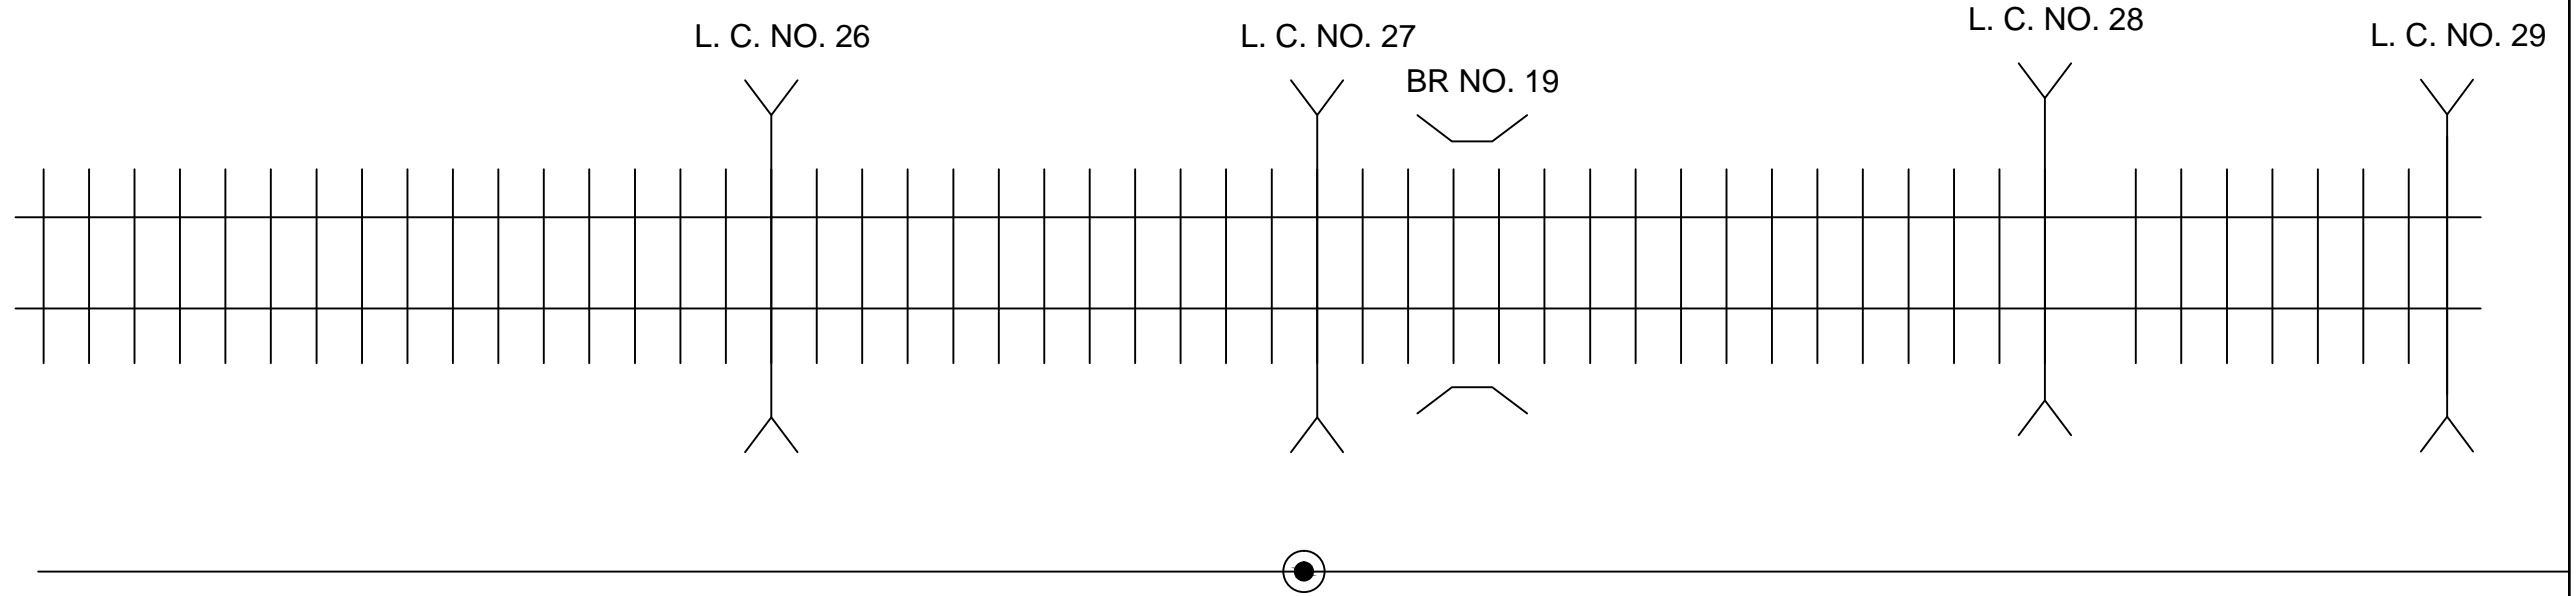 L. C. NO. 26
L. C. NO. 27
BR NO. 19
L. C. NO. 28
L. C. NO. 29